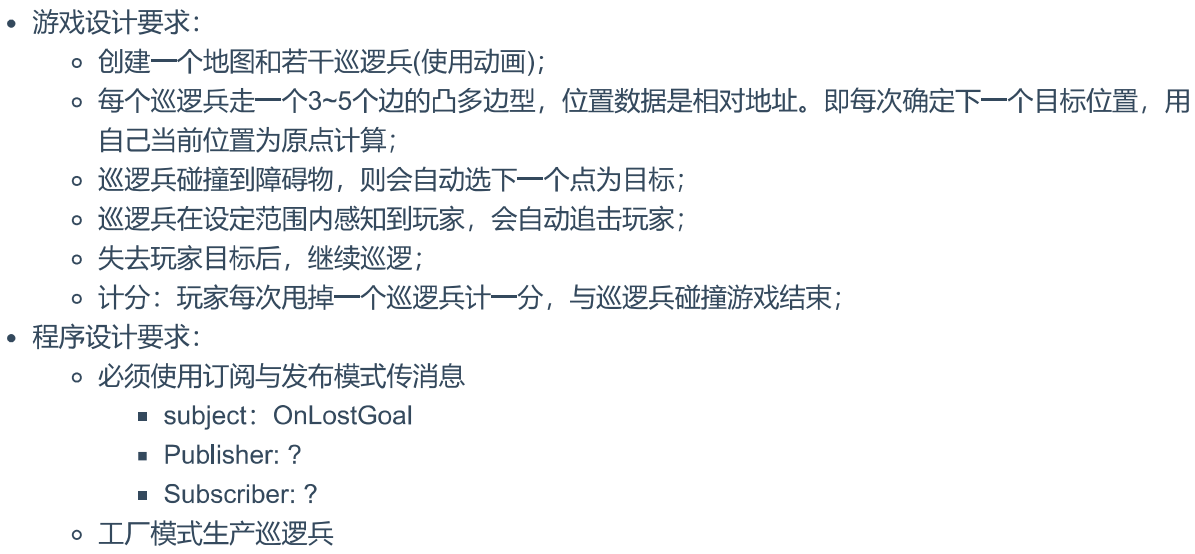 游戏设计要求：
创建一个地图和若干巡逻兵(使用动画)；
每个巡逻兵走一个3~5个边的凸多边型，位置数据是相对地址。即每次确定下一个目标位置，用
自己当前位置为原点计算；
巡逻兵碰撞到障碍物，则会自动选下一个点为目标；
巡逻兵在设定范围内感知到玩家，会自动追击玩家；
失去玩家目标后，继续巡逻；
计分：玩家每次甩掉一个巡逻兵计一分，与巡逻兵碰撞游戏结束；
程序设计要求：
必须使用订阅与发布模式传消息
subject：OnLostGoal
Publisher: ?
Subscriber: ?
工厂模式生产巡逻兵